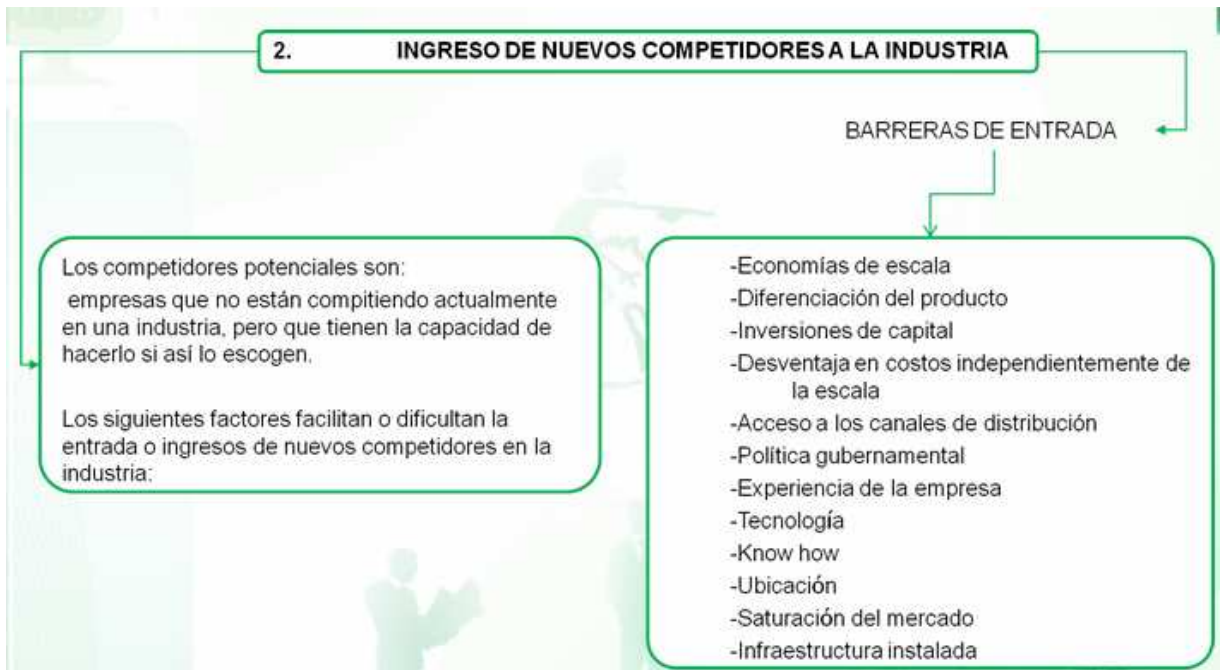 2. INGRESO DE NUEVOS COMPETIDORES A LA INDUSTRIA
BARRERAS DE ENTRADA
Los competidores potenciales son:
empresas que no están compitiendo actualmente
en una industria, pero que tienen la capacidad de
hacerlo si así lo escogen.
Los siguientes factores facilitan o dificultan la
entrada o ingresos de nuevos competidores en la
industria:
-Economías de escala
-Diferenciación del producto
-Inversiones de capital
-Desventaja en costos independientemente de
la escala
-Acceso a los canales de distribución
-Política gubernamental
-Experiencia de la empresa
-Tecnología
-Know how
-Ubicación
-Saturación del mercado
-Infraestructura instalada